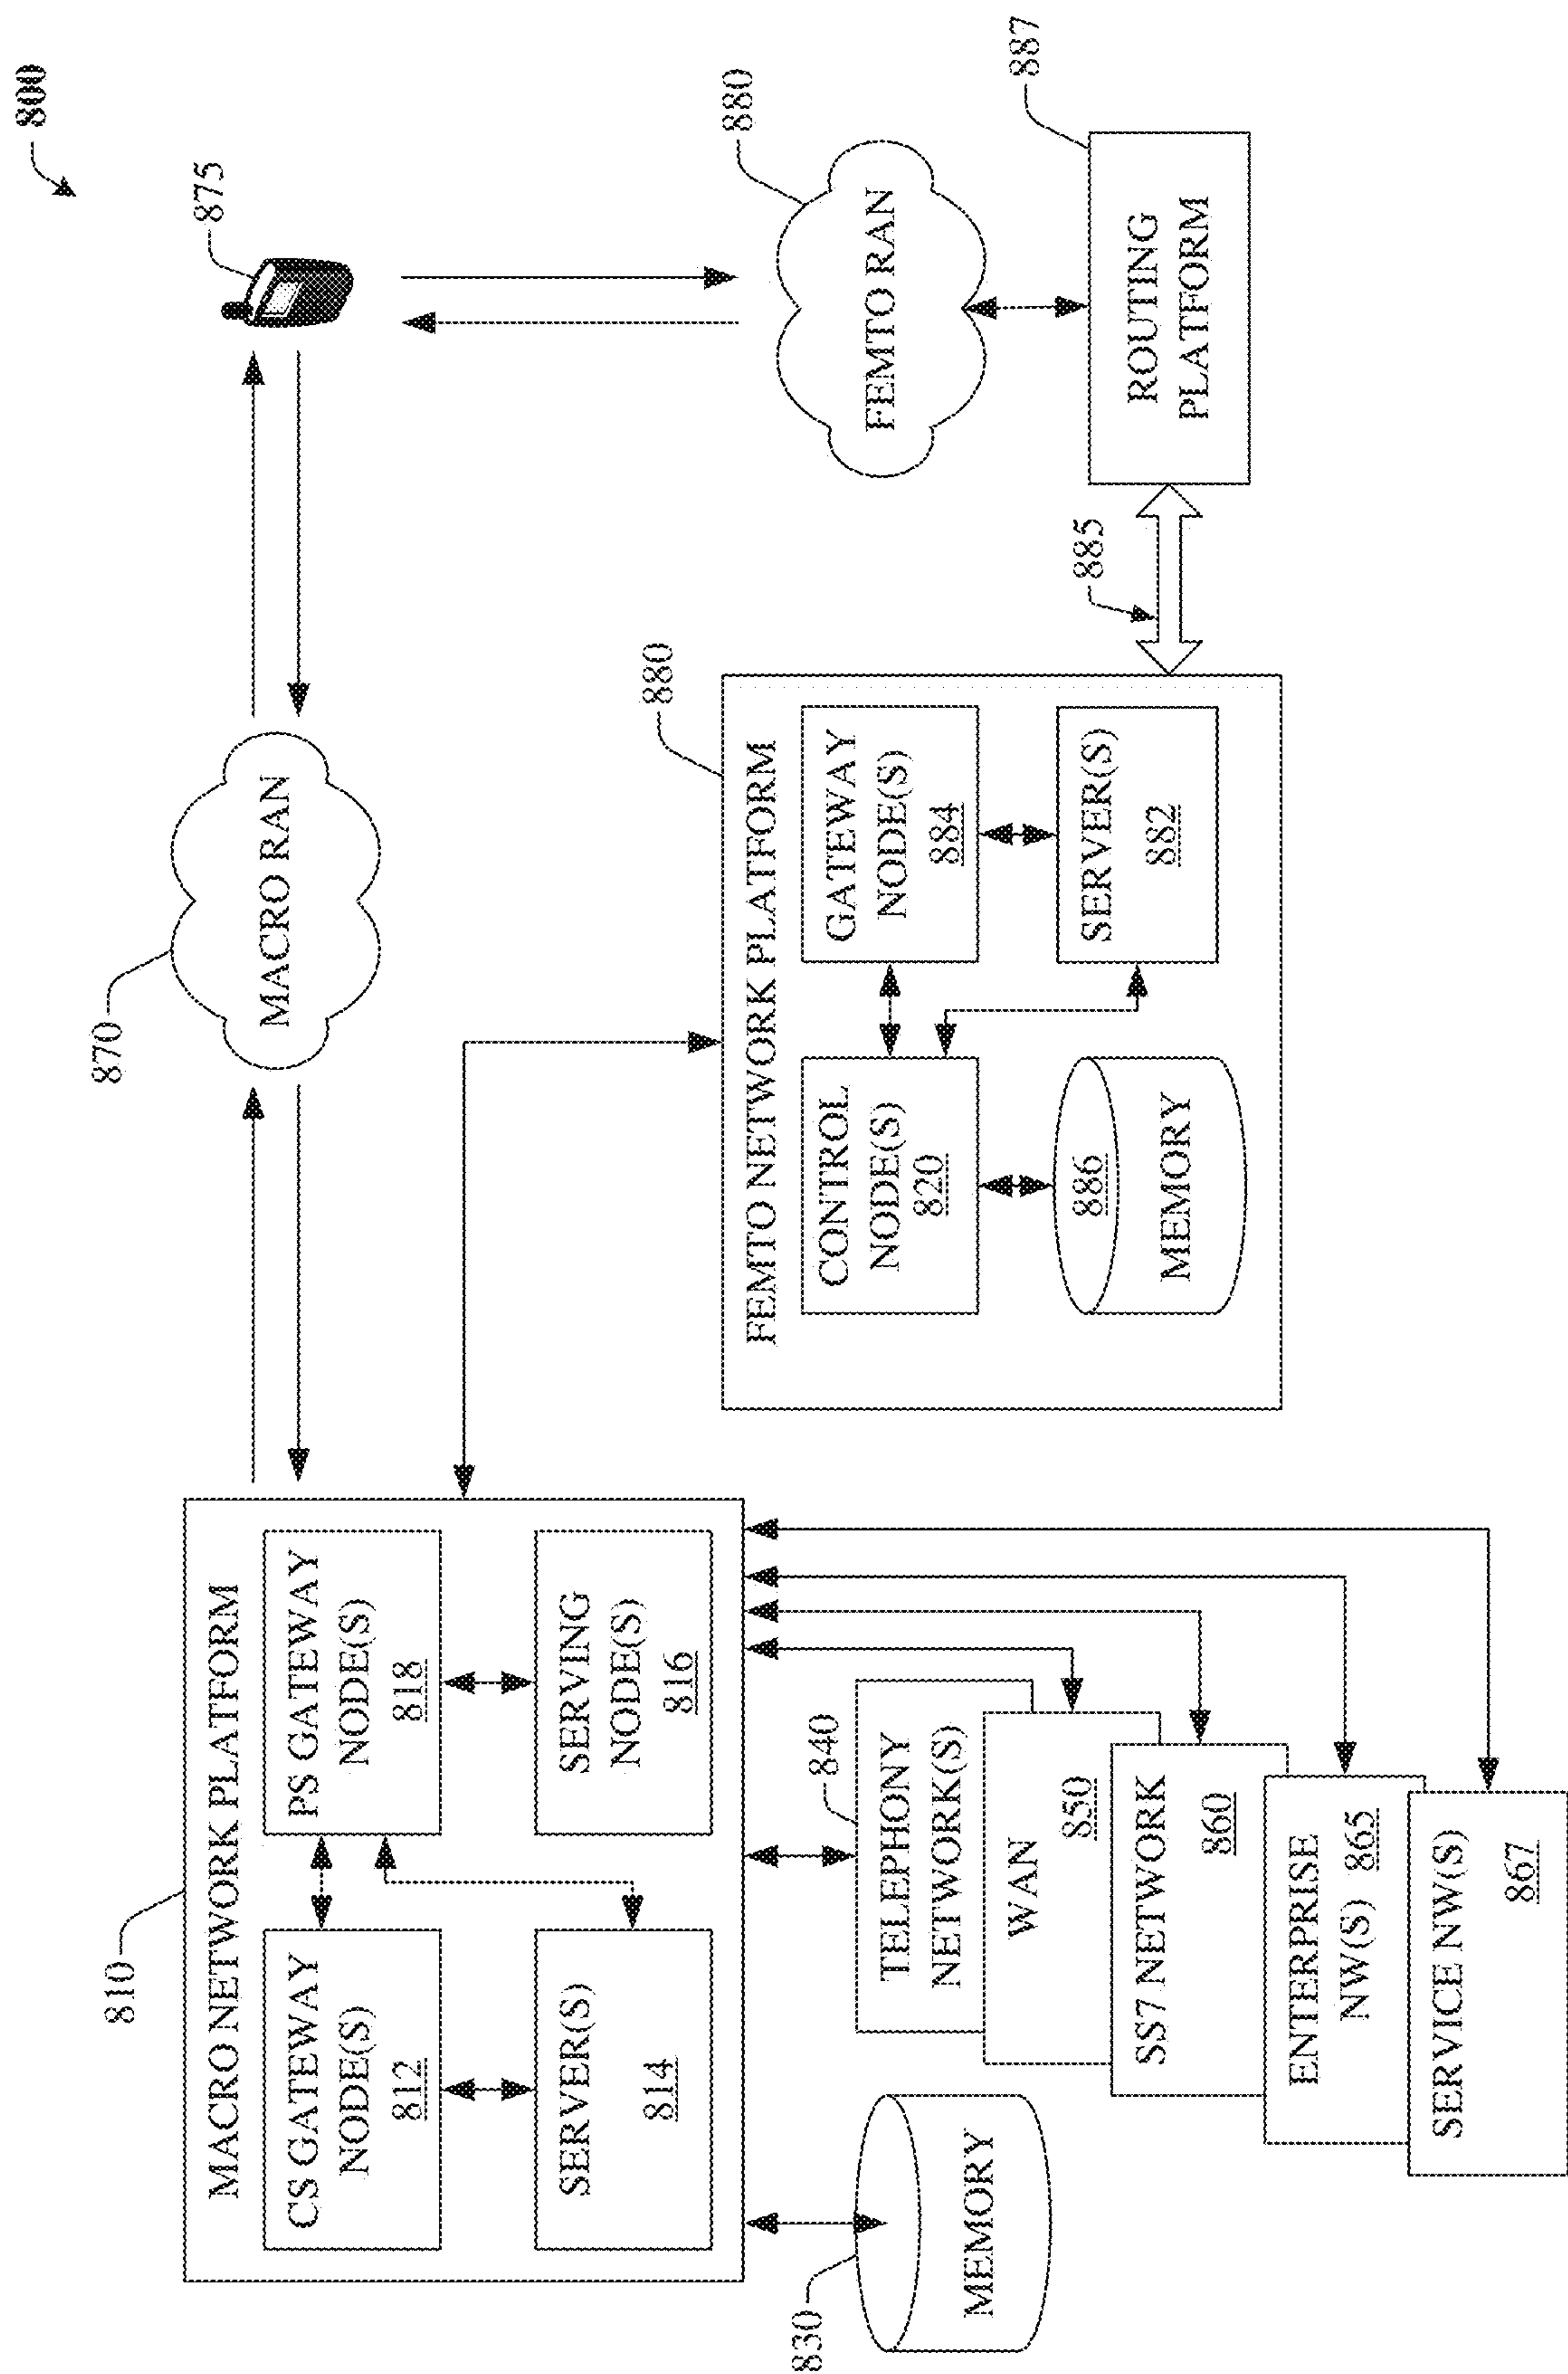 800
875
870
MACRO RAN
810
MACRO NETWORK PLATFORM
CS GATEWAY
NODE(S)
812
PS GATEWAY
NODE(S)
818
SERVER(S)
814
SERVING
NODE(S)
816
880
FEMTO RAN
880
FEMTO NETWORK PLATFORM
CONTROL
NODE(S)
820
GATEWAY
NODE(S)
884
886
MEMORY
SERVER(S)
882
885
887
ROUTING
PLATFORM
830
MEMORY
840
TELEPHONY
NETWORK(S)
WAN
850
SS7 NETWORK
860
ENTERPRISE
NW(S) 865
SERVICE NW(S)
867